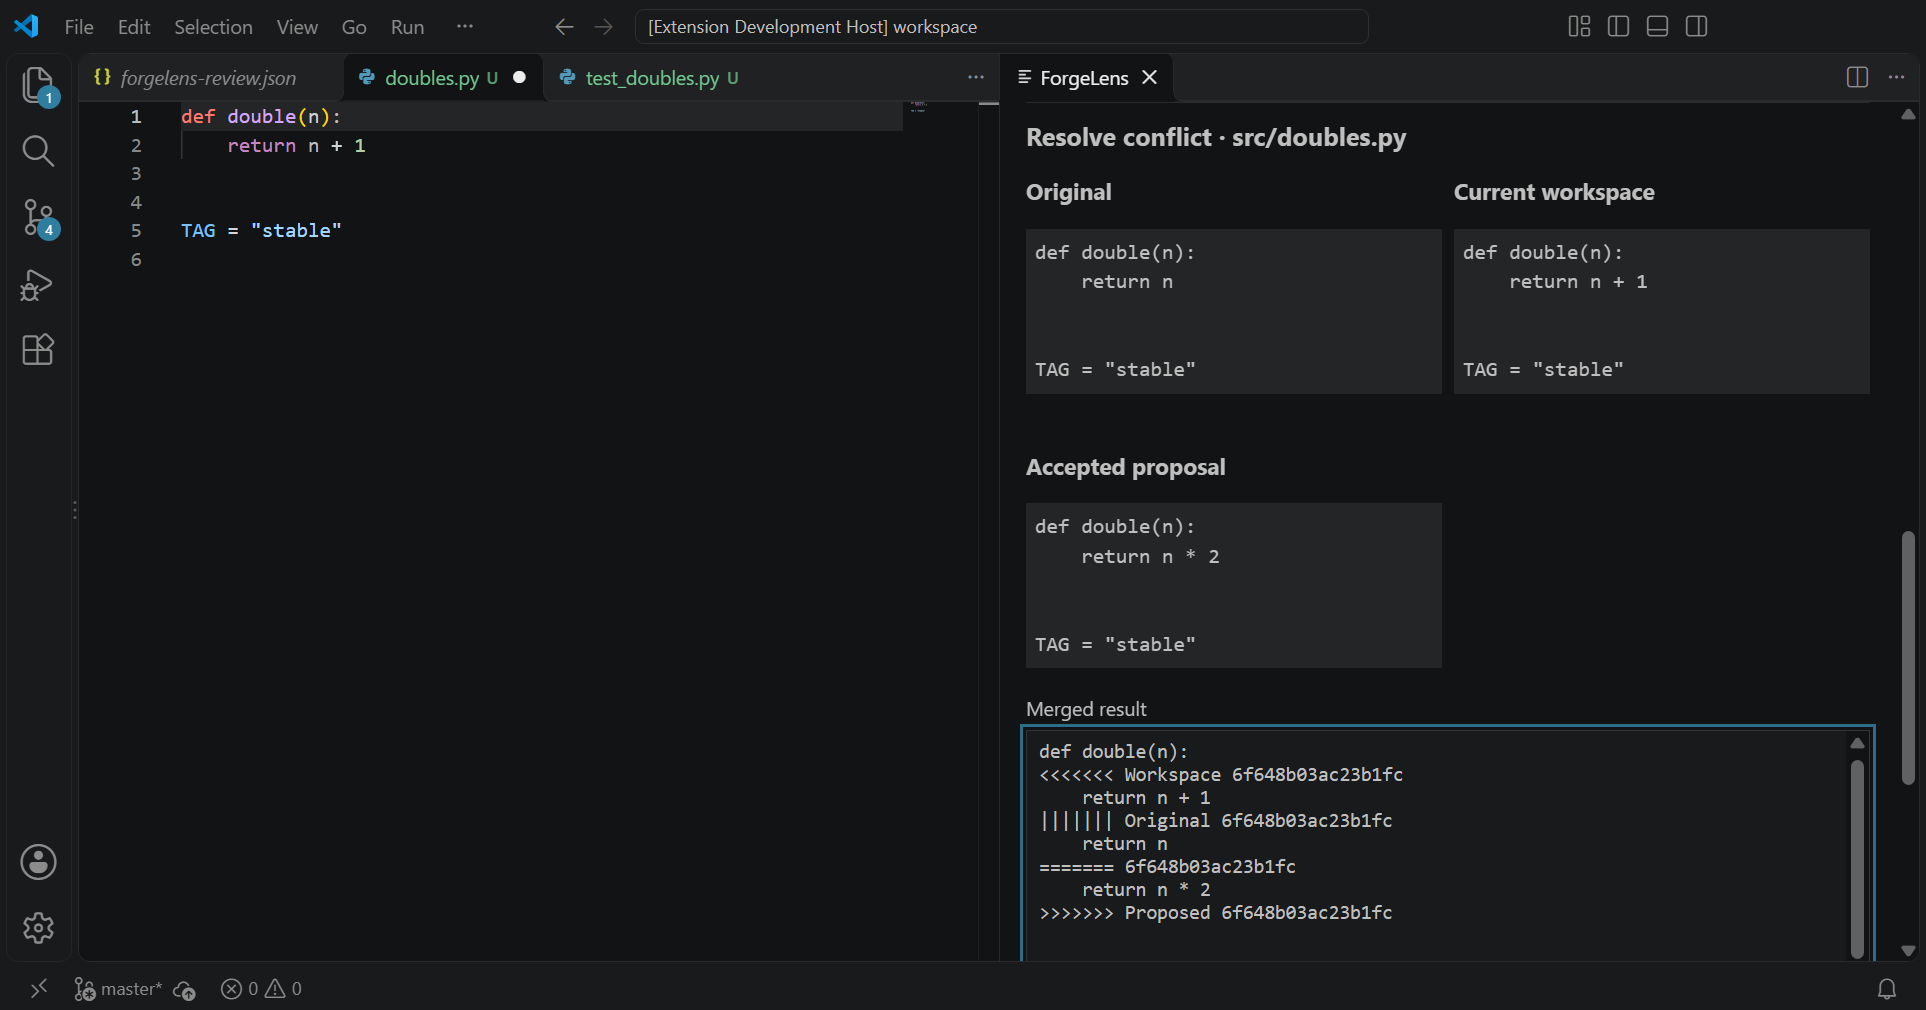 File Edit Selection View Go Run ··· [Extension Development Host] workspace
{} forgelens-review.json doubles.py U test_doubles.py U ···
1 def double(n):
2     return n + 1
3
4
5 TAG = "stable"
6
1
4
master* 0 0
ForgeLens ···
Resolve conflict · src/doubles.py
Original
def double(n):
    return n
TAG = "stable"
Current workspace
def double(n):
    return n + 1
TAG = "stable"
Accepted proposal
def double(n):
    return n * 2
TAG = "stable"
Merged result
def double(n):
<<<<<<< Workspace 6f648b03ac23b1fc
    return n + 1
||||||| Original 6f648b03ac23b1fc
    return n
======= 6f648b03ac23b1fc
    return n * 2
>>>>>>> Proposed 6f648b03ac23b1fc